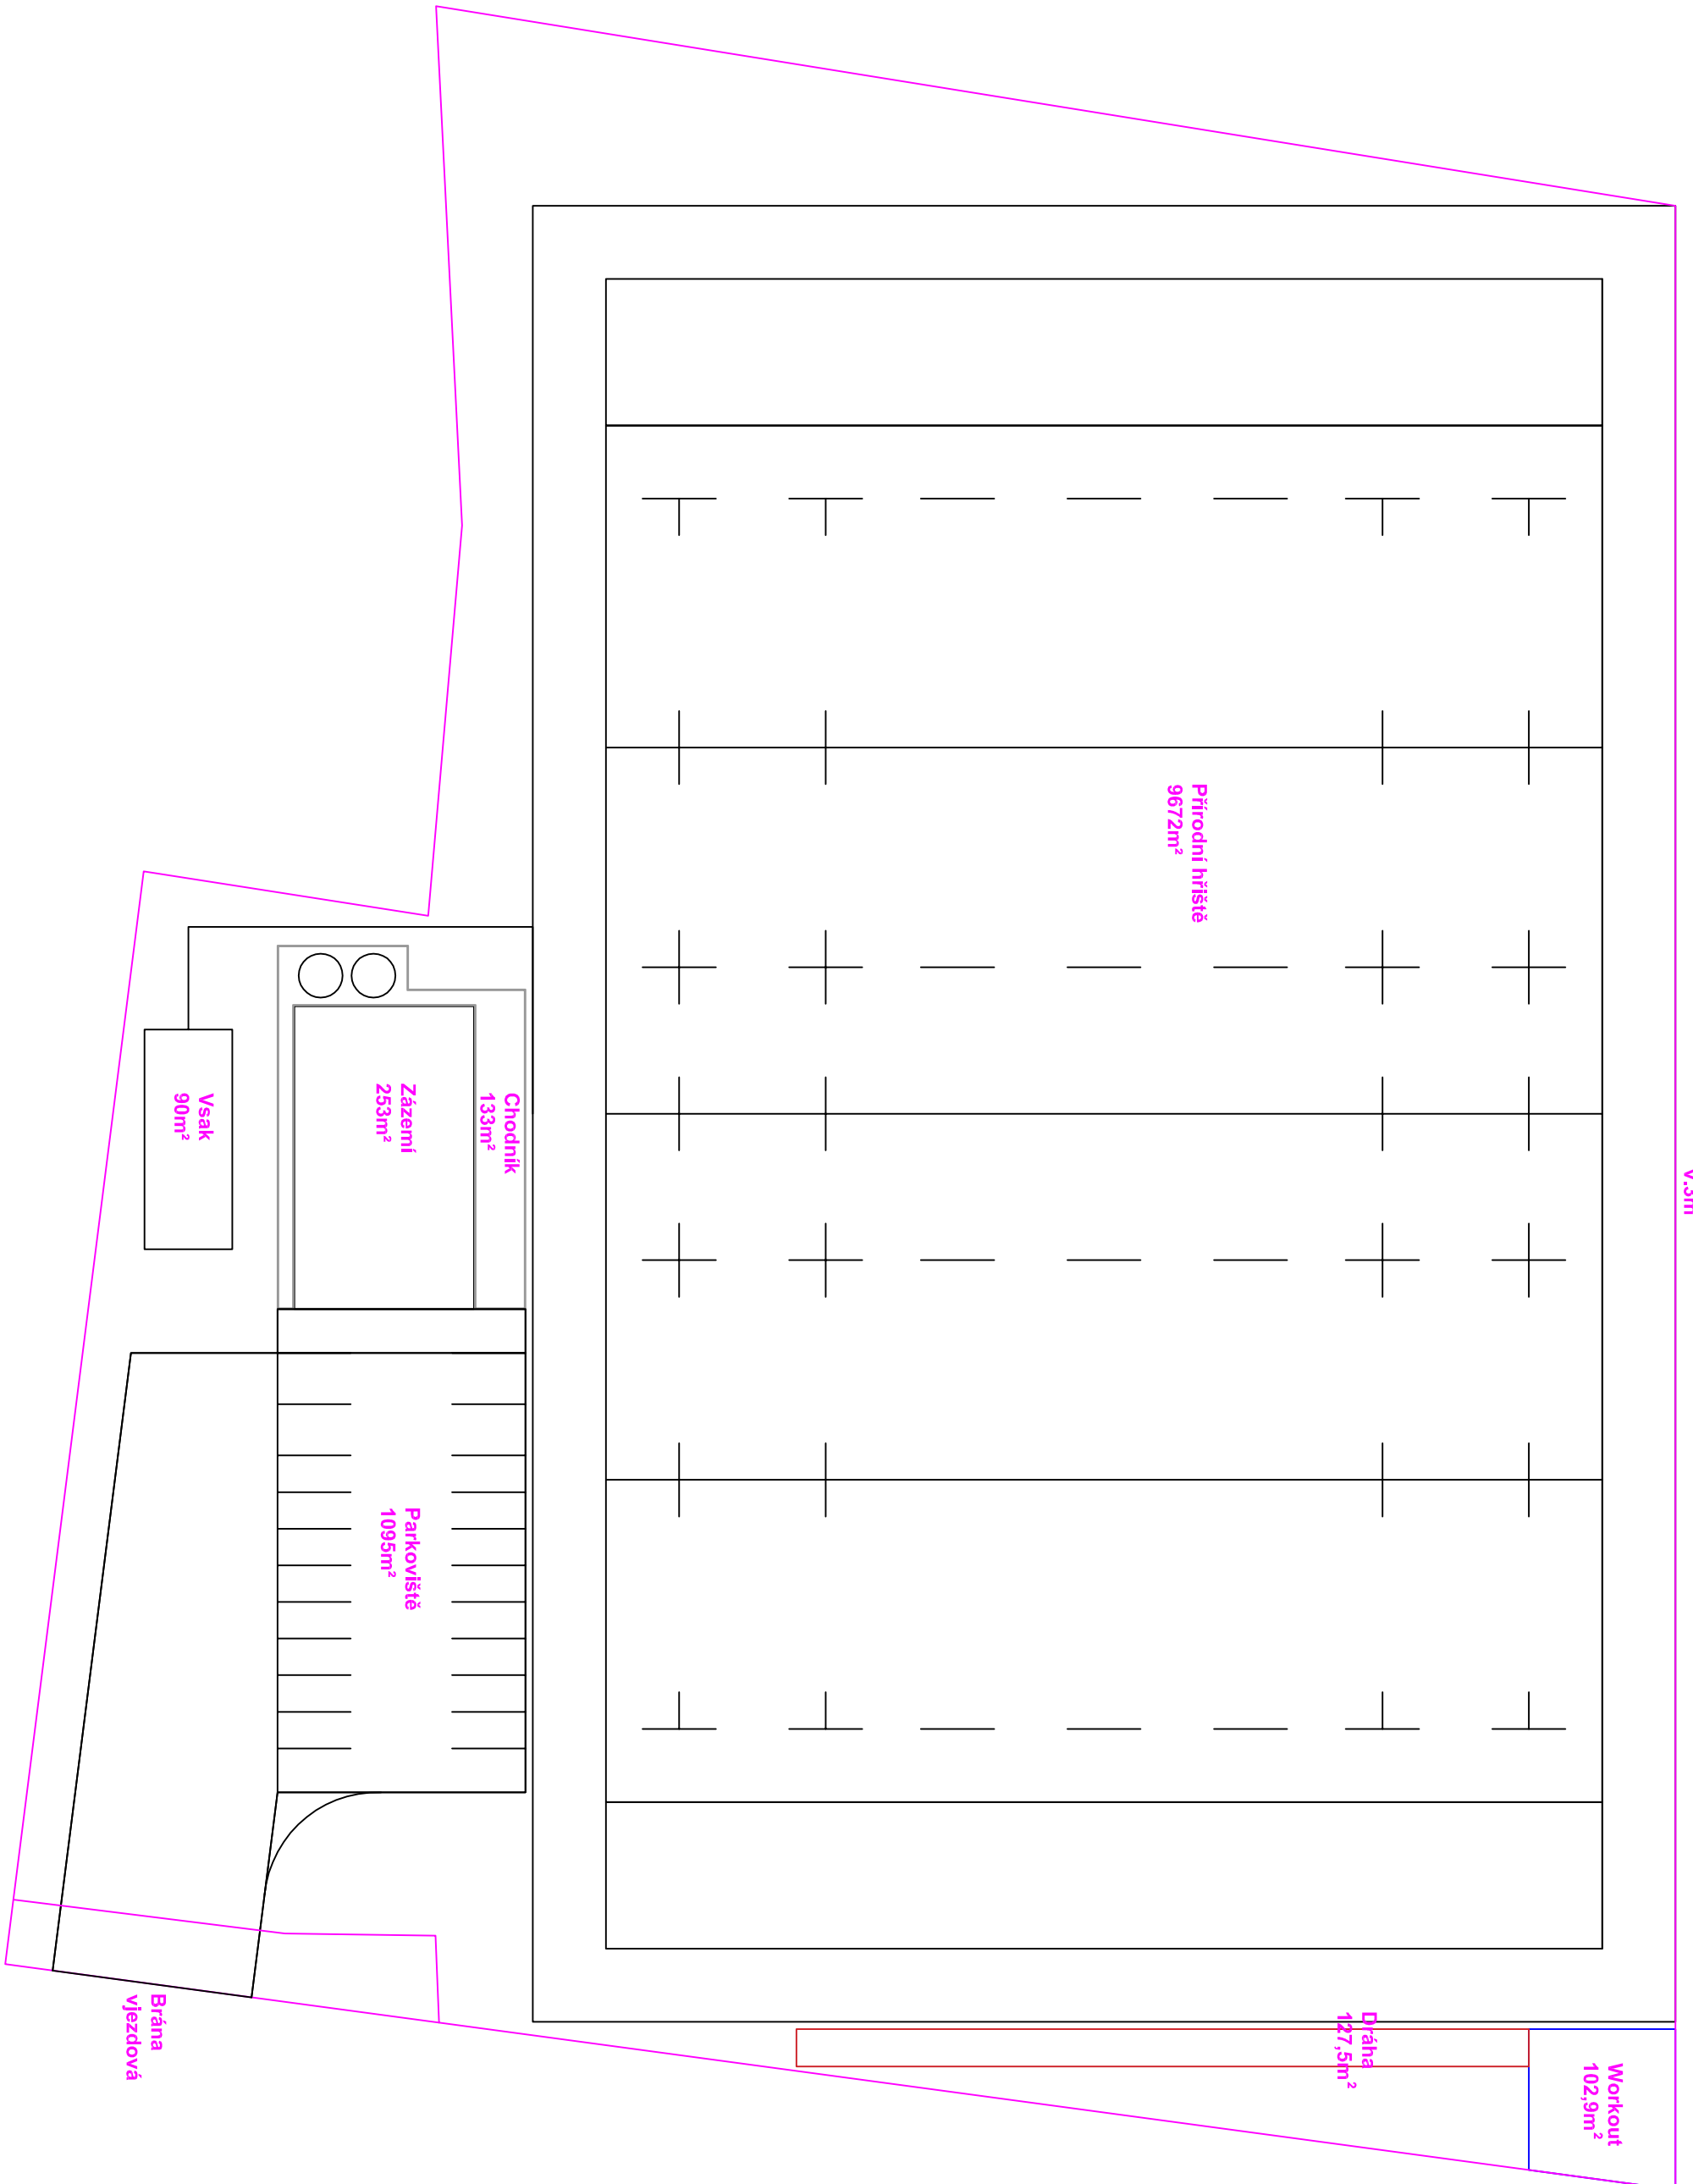 Přírodní hřiště
9672m²
v.3m
Chodník
133m²
Zázemí
253m²
Vsak
90m²
Parkoviště
1095m²
Dráha
127,5m²
Workout
102,9m²
Brána
vjezdová